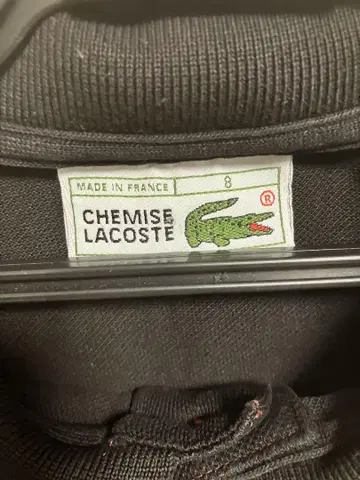 MADE IN FRANCE 8
CHEMISE ®
LACOSTE